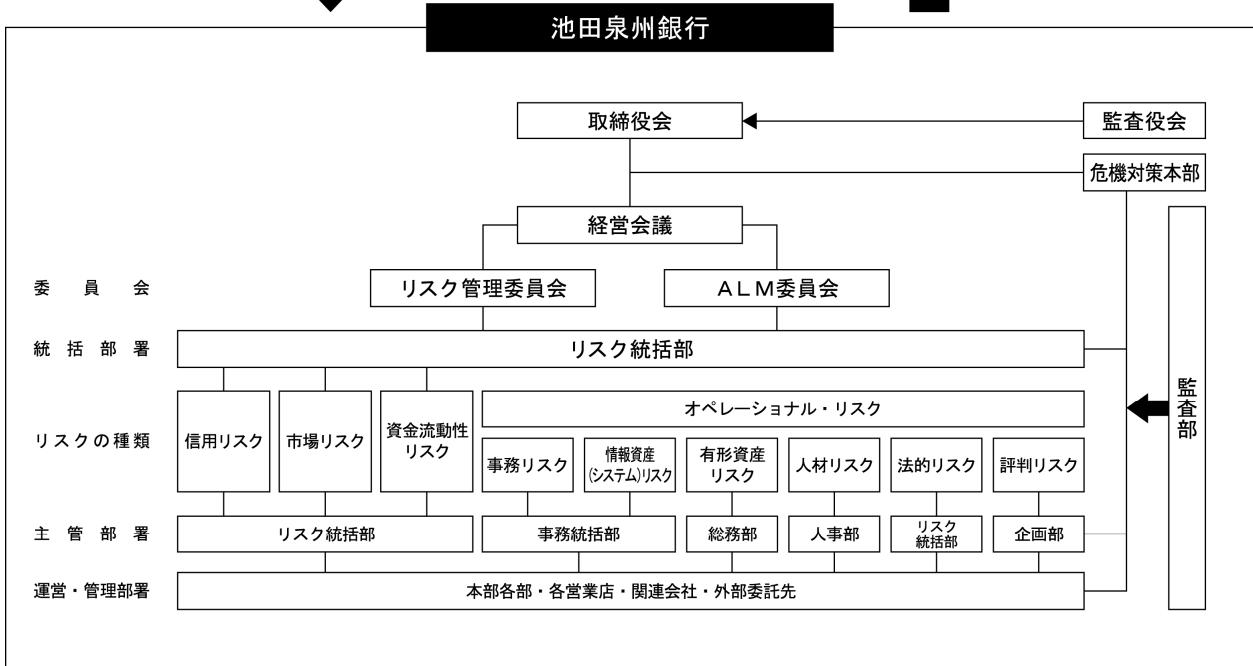 池田泉州銀行
取締役会
監査役会
危機対策本部
経営会議
委員会
リスク管理委員会
ALM委員会
統括部署
リスク統括部
監査部
リスクの種類
信用リスク
市場リスク
資金流動性
リスク
オペレーショナル・リスク
事務リスク
情報資産
(システム)リスク
有形資産
リスク
人材リスク
法的リスク
評判リスク
主管部署
リスク統括部
事務統括部
総務部
人事部
リスク
統括部
企画部
運営・管理部署
本部各部・各営業店・関連会社・外部委託先